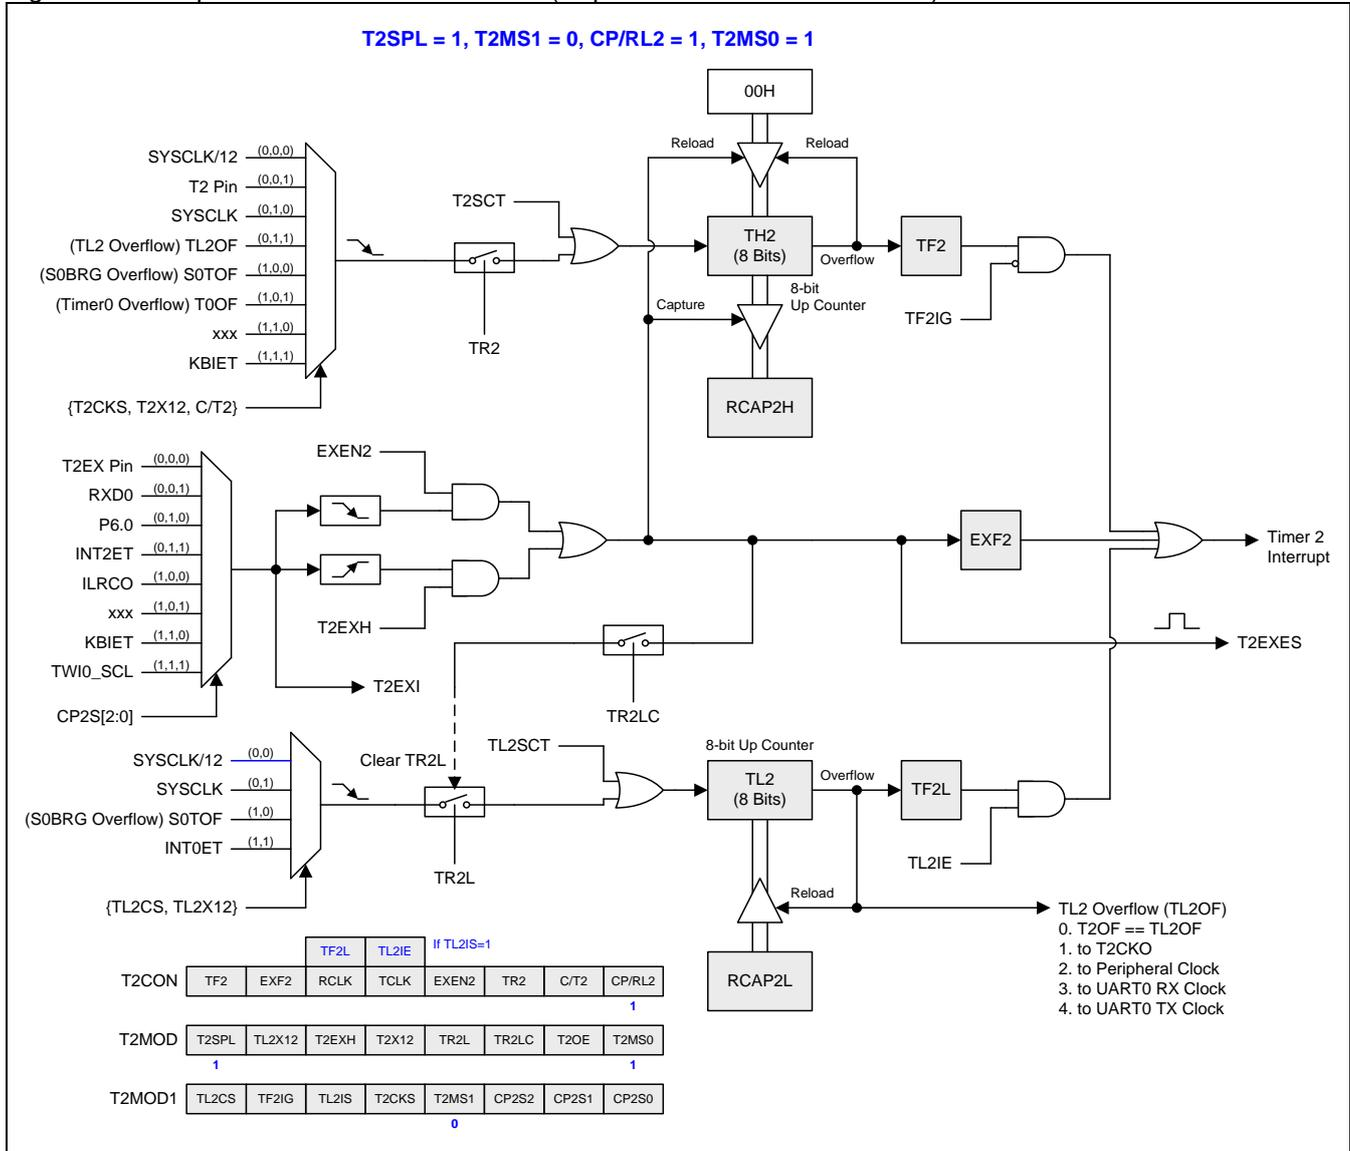 T2SPL = 1, T2MS1 = 0, CP/RL2 = 1, T2MS0 = 1
00H
Reload
Reload
SYSCLK/12 (0,0,0)
T2 Pin (0,0,1)
SYSCLK (0,1,0)
(TL2 Overflow) TL2OF (0,1,1)
(S0BRG Overflow) S0TOF (1,0,0)
(Timer0 Overflow) T0OF (1,0,1)
xxx (1,1,0)
KBIET (1,1,1)
{T2CKS, T2X12, C/T2}
T2SCT
TR2
TH2
(8 Bits)
Overflow
TF2
8-bit
Up Counter
Capture
TF2IG
RCAP2H
T2EX Pin (0,0,0)
RXD0 (0,0,1)
P6.0 (0,1,0)
INT2ET (0,1,1)
ILRCO (1,0,0)
xxx (1,0,1)
KBIET (1,1,0)
TWI0_SCL (1,1,1)
CP2S[2:0]
EXEN2
T2EXH
T2EXI
EXF2
Timer 2
Interrupt
T2EXES
TR2LC
Clear TR2L
TL2SCT
SYSCLK/12 (0,0)
SYSCLK (0,1)
(S0BRG Overflow) S0TOF (1,0)
INT0ET (1,1)
{TL2CS, TL2X12}
TR2L
8-bit Up Counter
TL2
(8 Bits)
Overflow
TF2L
TL2IE
Reload
RCAP2L
TL2 Overflow (TL2OF)
0. T2OF == TL2OF
1. to T2CKO
2. to Peripheral Clock
3. to UART0 RX Clock
4. to UART0 TX Clock
TF2L TL2IE If TL2IS=1
T2CON TF2 EXF2 RCLK TCLK EXEN2 TR2 C/T2 CP/RL2
1
T2MOD T2SPL TL2X12 T2EXH T2X12 TR2L TR2LC T2OE T2MS0
1 1
T2MOD1 TL2CS TF2IG TL2IS T2CKS T2MS1 CP2S2 CP2S1 CP2S0
0